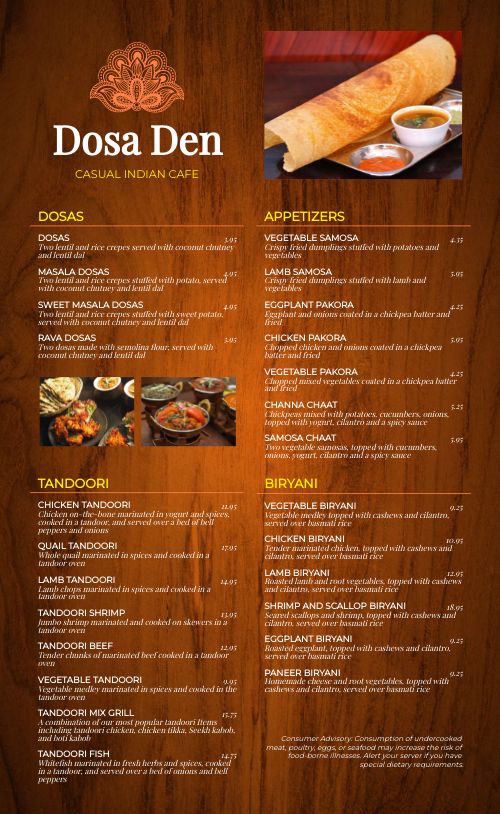 Dosa Den
CASUAL INDIAN CAFE
DOSAS
DOSAS 3.95
Two lentil and rice crepes served with coconut chutney
and lentil dal
MASALA DOSAS 4.95
Two lentil and rice crepes stuffed with potato, served
with coconut chutney and lentil dal
SWEET MASALA DOSAS 4.95
Two lentil and rice crepes stuffed with sweet potato,
served with coconut chutney and lentil dal
RAVA DOSAS 3.95
Two dosas made with semolina flour, served with
coconut chutney and lentil dal
APPETIZERS
VEGETABLE SAMOSA 4.35
Crispy fried dumplings stuffed with potatoes and
vegetables
LAMB SAMOSA 5.95
Crispy fried dumplings stuffed with lamb and
vegetables
EGGPLANT PAKORA 4.25
Eggplant and onions coated in a chickpea batter and
fried
CHICKEN PAKORA 5.95
Chopped chicken and onions coated in a chickpea
batter and fried
VEGETABLE PAKORA 4.25
Chopped mixed vegetables coated in a chickpea batter
and fried
CHANNA CHAAT 5.25
Chickpeas mixed with potatoes, cucumbers, onions,
topped with yogurt, cilantro and a spicy sauce
SAMOSA CHAAT 5.95
Two vegetable samosas, topped with cucumbers,
onions, yogurt, cilantro and a spicy sauce
TANDOORI
CHICKEN TANDOORI 11.95
Chicken on-the-bone marinated in yogurt and spices,
cooked in a tandoor, and served over a bed of bell
peppers and onions
QUAIL TANDOORI 17.95
Whole quail marinated in spices and cooked in a
tandoor oven
LAMB TANDOORI 14.95
Lamb chops marinated in spices and cooked in a
tandoor oven
TANDOORI SHRIMP 13.95
Jumbo shrimp marinated and cooked on skewers in a
tandoor oven
TANDOORI BEEF 12.95
Tender chunks of marinated beef cooked in a tandoor
oven
VEGETABLE TANDOORI 9.95
Vegetable medley marinated in spices and cooked in the
tandoor oven
TANDOORI MIX GRILL 15.75
A combination of our most popular tandoori Items
including tandoori chicken, chicken tikka, Seekh kabob,
and boti kabob
TANDOORI FISH 14.75
Whitefish marinated in fresh herbs and spices, cooked
in a tandoor, and served over a bed of onions and bell
peppers
BIRYANI
VEGETABLE BIRYANI 9.25
Vegetable medley topped with cashews and cilantro,
served over basmati rice
CHICKEN BIRYANI 10.95
Tender marinated chicken, topped with cashews and
cilantro, served over basmati rice
LAMB BIRYANI 12.95
Roasted lamb and root vegetables, topped with cashews
and cilantro, served over basmati rice
SHRIMP AND SCALLOP BIRYANI 18.95
Seared scallops and shrimp, topped with cashews and
cilantro, served over basmati rice
EGGPLANT BIRYANI 9.25
Roasted eggplant, topped with cashews and cilantro,
served over basmati rice
PANEER BIRYANI 9.25
Homemade cheese and root vegetables, topped with
cashews and cilantro, served over basmati rice
Consumer Advisory: Consumption of undercooked
meat, poultry, eggs, or seafood may increase the risk of
food-borne illnesses. Alert your server if you have
special dietary requirements.